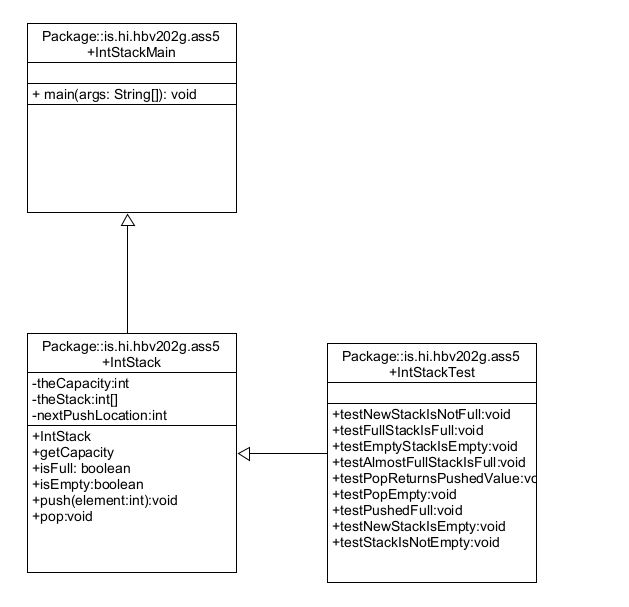 Package::is.hi.hbv202g.ass5
+IntStackMain
+ main(args: String[]): void
Package::is.hi.hbv202g.ass5
+IntStack
-theCapacity:int
-theStack:int[]
-nextPushLocation:int
+IntStack
+getCapacity
+isFull: boolean
+isEmpty:boolean
+push(element:int):void
+pop:void
Package::is.hi.hbv202g.ass5
+IntStackTest
+testNewStackIsNotFull:void
+testFullStackIsFull:void
+testEmptyStackIsEmpty:void
+testAlmostFullStackIsFull:void
+testPopReturnsPushedValue:vo
+testPopEmpty:void
+testPushedFull:void
+testNewStackIsEmpty:void
+testStackIsNotEmpty:void